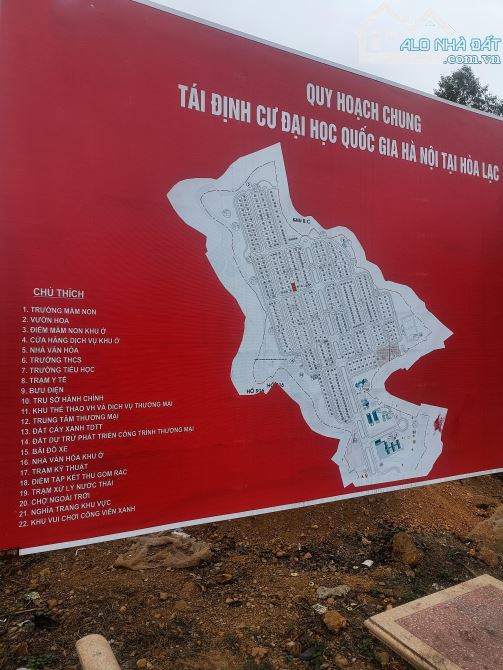 ALO NHÀ ĐẤT
.com.vn
QUY HOẠCH CHUNG
TÁI ĐỊNH CƯ ĐẠI HỌC QUỐC GIA HÀ NỘI TẠI HÒA LẠC
KHU B.C
HỒ 916
CHÚ THÍCH
1. TRƯỜNG MẦM NON
2. VƯỜN HOA
3. ĐIỂM MẦM NON KHU Ở
4. CỬA HÀNG DỊCH VỤ KHU Ở
5. NHÀ VĂN HÓA
6. TRƯỜNG THCS
7. TRƯỜNG TIỂU HỌC
8. TRẠM Y TẾ
9. BƯU ĐIỆN
10. TRỤ SỞ HÀNH CHÍNH
11. KHU THỂ THAO VH VÀ DỊCH VỤ THƯƠNG MẠI
12. TRUNG TÂM THƯƠNG MẠI
13. ĐẤT CÂY XANH TDTT
14. ĐẤT DỰ TRỮ PHÁT TRIỂN CÔNG TRÌNH THƯƠNG MẠI
15. BÃI ĐỖ XE
16. NHÀ VĂN HÓA KHU Ở
17. TRẠM KỸ THUẬT
18. ĐIỂM TẬP KẾT THU GOM RÁC
19. TRẠM XỬ LÝ NƯỚC THẢI
20. CHỢ NGOÀI TRỜI
21. NGHĨA TRANG KHU VỰC
22. KHU VUI CHƠI CÔNG VIÊN XANH